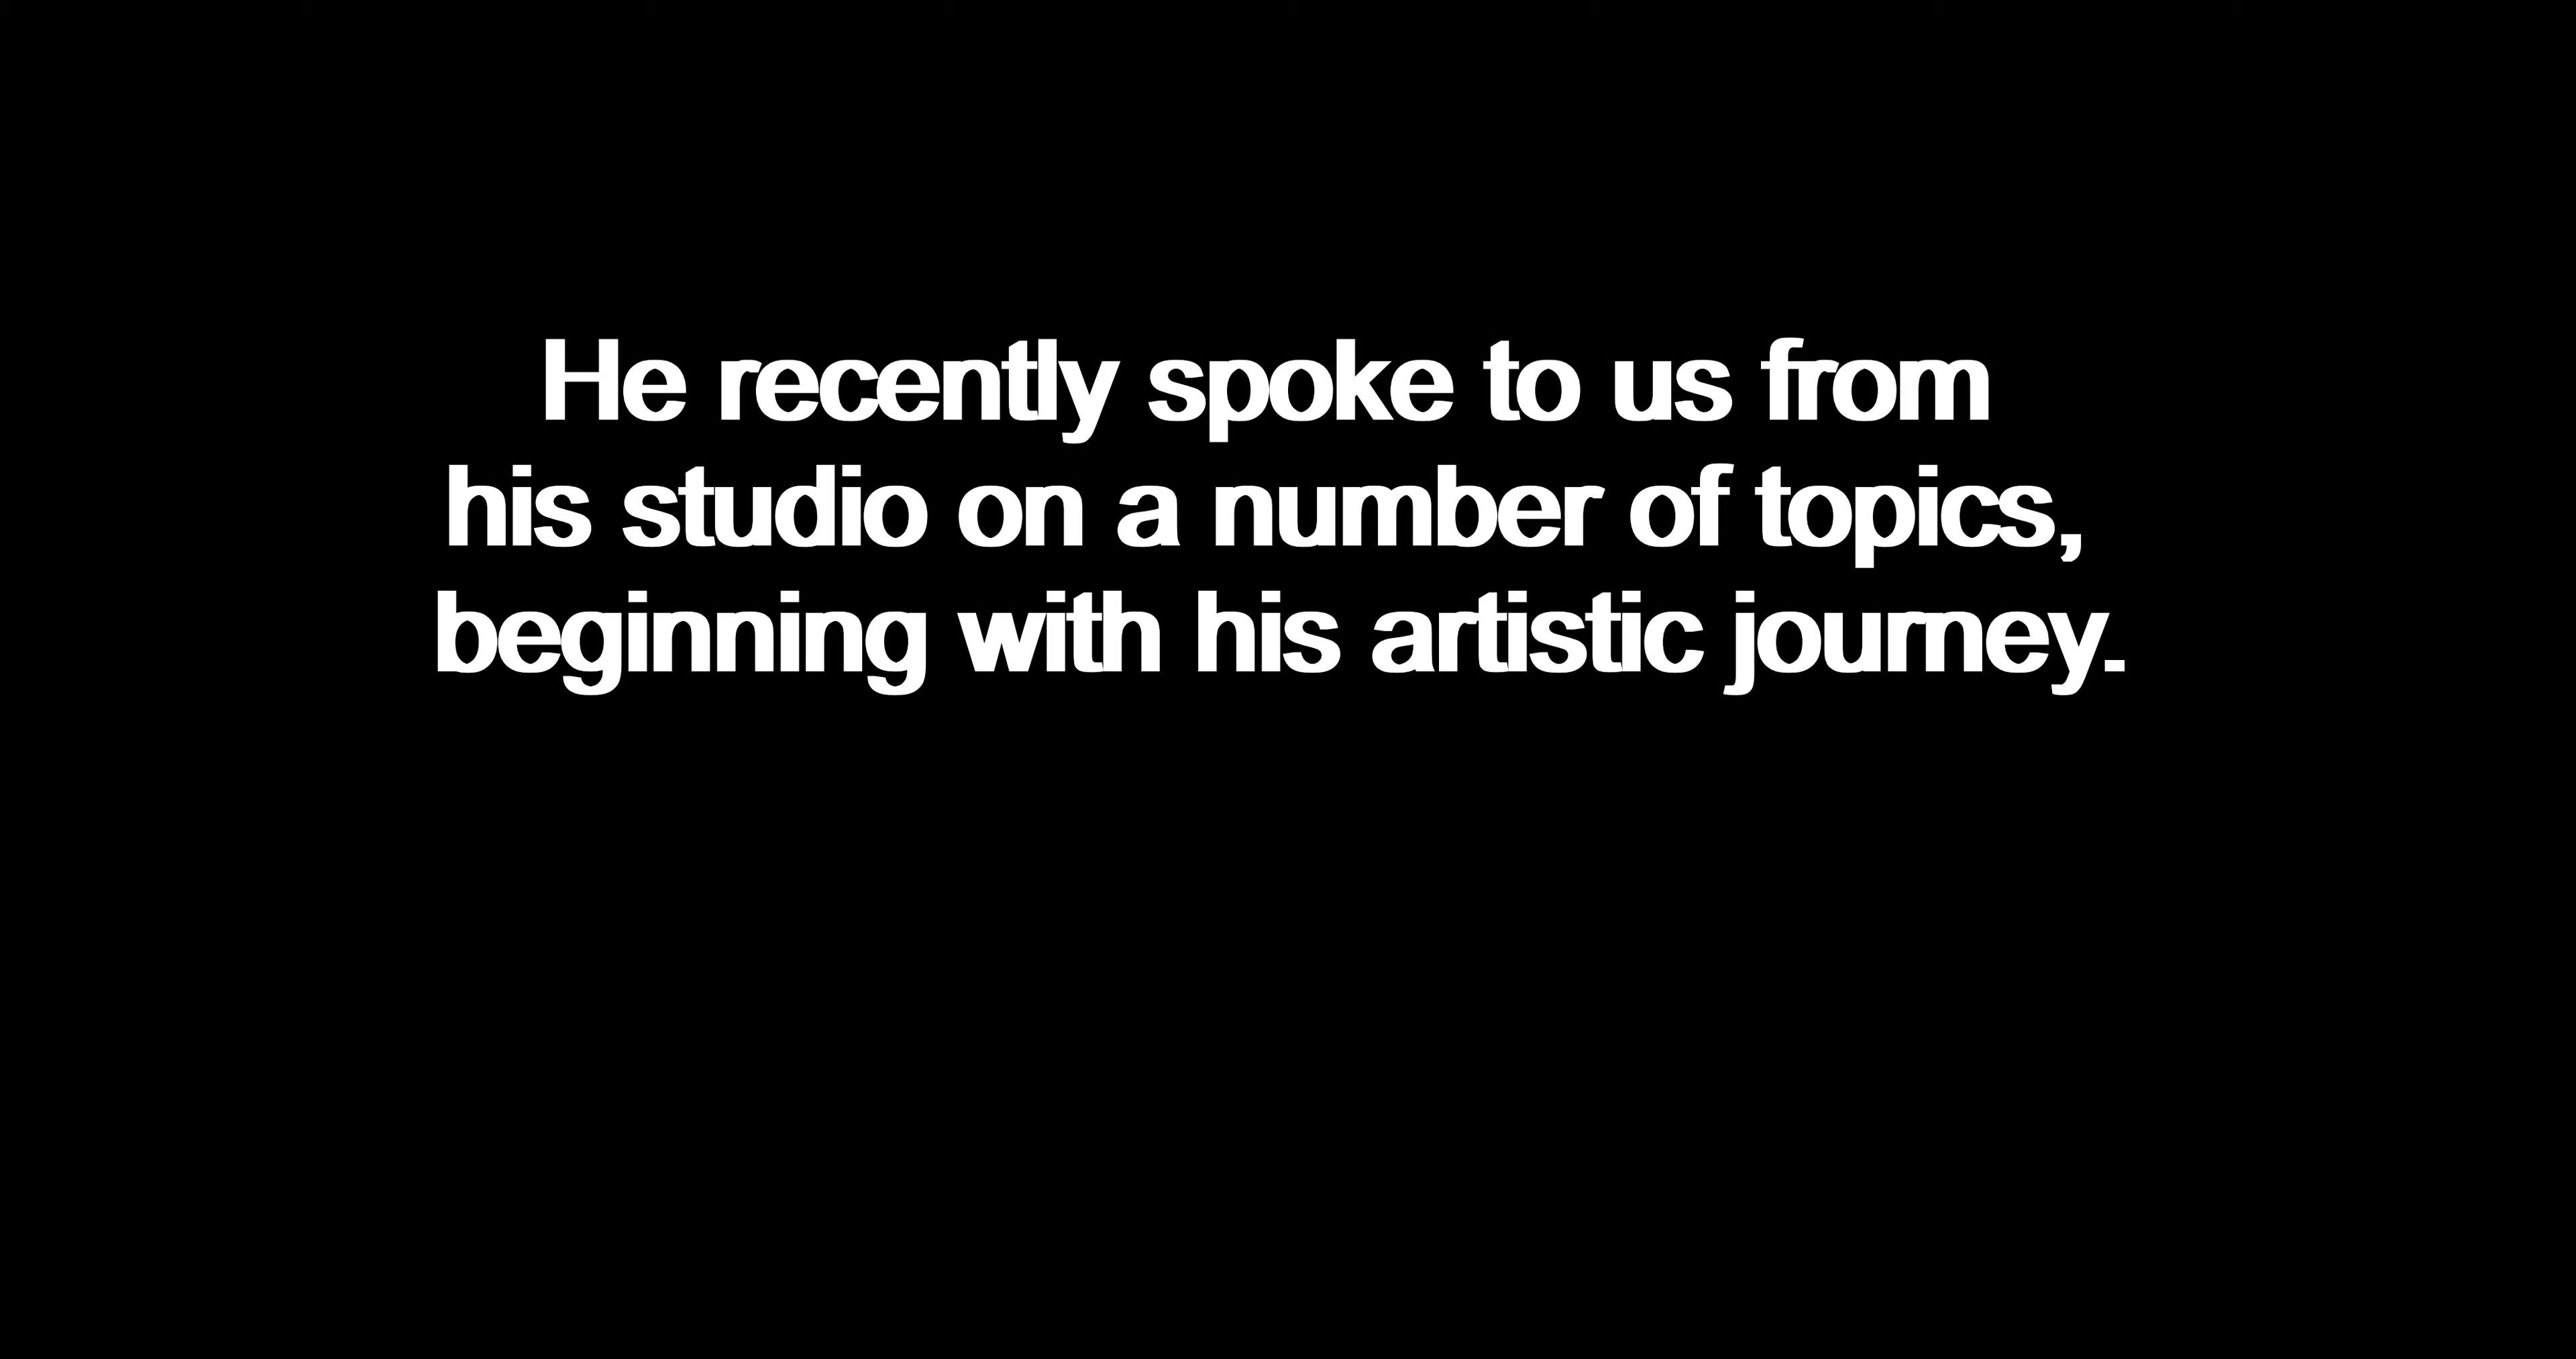 He recently spoke to us from
his studio on a number of topics,
beginning with his artistic journey.